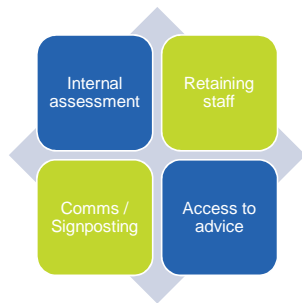 Internal
assessment
Retaining
staff
Comms /
Signposting
Access to
advice